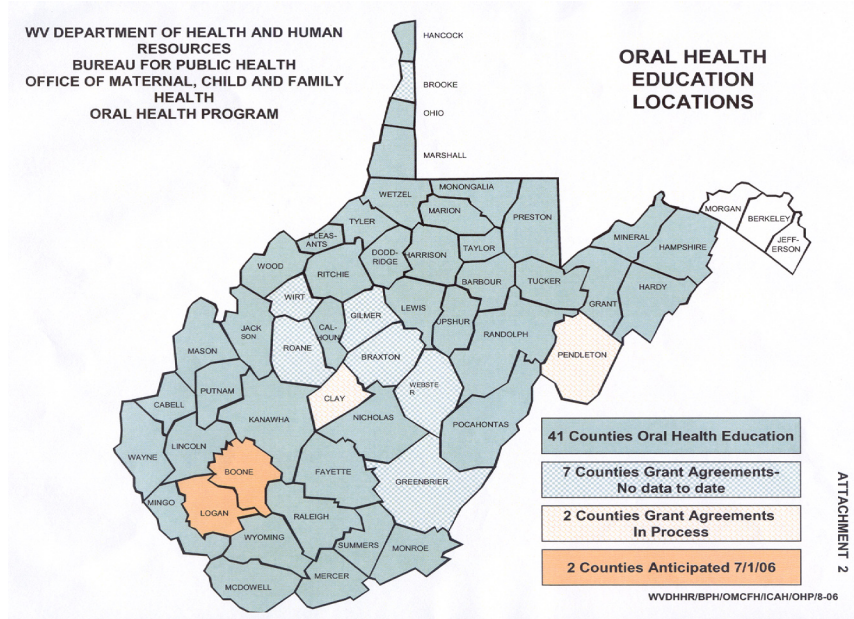 WV DEPARTMENT OF HEALTH AND HUMAN
RESOURCES
BUREAU FOR PUBLIC HEALTH
OFFICE OF MATERNAL, CHILD AND FAMILY
HEALTH
ORAL HEALTH PROGRAM
ORAL HEALTH
EDUCATION
LOCATIONS
HANCOCK
BROOKE
OHIO
MARSHALL
WETZEL
MONONGALIA
MARION
PRESTON
TYLER
PLEAS-
ANTS
DODD-
RIDGE
HARRISON
TAYLOR
MINERAL
HAMPSHIRE
MORGAN
BERKELEY
JEFF-
ERSON
WOOD
RITCHIE
BARBOUR
TUCKER
GRANT
HARDY
WIRT
GILMER
LEWIS
UPSHUR
RANDOLPH
JACK
SON
CAL-
HOUN
ROANE
BRAXTON
PENDLETON
MASON
WEBSTE
R
PUTNAM
CLAY
CABELL
KANAWHA
NICHOLAS
POCAHONTAS
LINCOLN
WAYNE
BOONE
FAYETTE
GREENBRIER
MINGO
LOGAN
RALEIGH
WYOMING
SUMMERS
MONROE
MCDOWELL
MERCER
41 Counties Oral Health Education
7 Counties Grant Agreements-
No data to date
2 Counties Grant Agreements
In Process
2 Counties Anticipated 7/1/06
WVDHHR/BPH/OMCFH/ICAH/OHP/8-06
ATTACHMENT 2